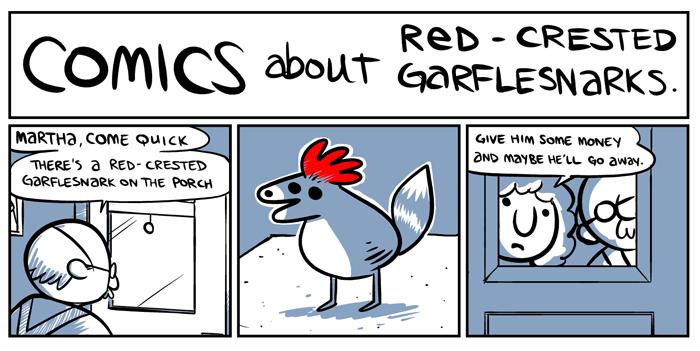 COMICS about RED-CRESTED
GARFLESNARKS.
MARTHA, COME QUICK
THERE'S A RED-CRESTED
GARFLESNARK ON THE PORCH
GIVE HIM SOME MONEY
AND MAYBE HE'LL GO AWAY.